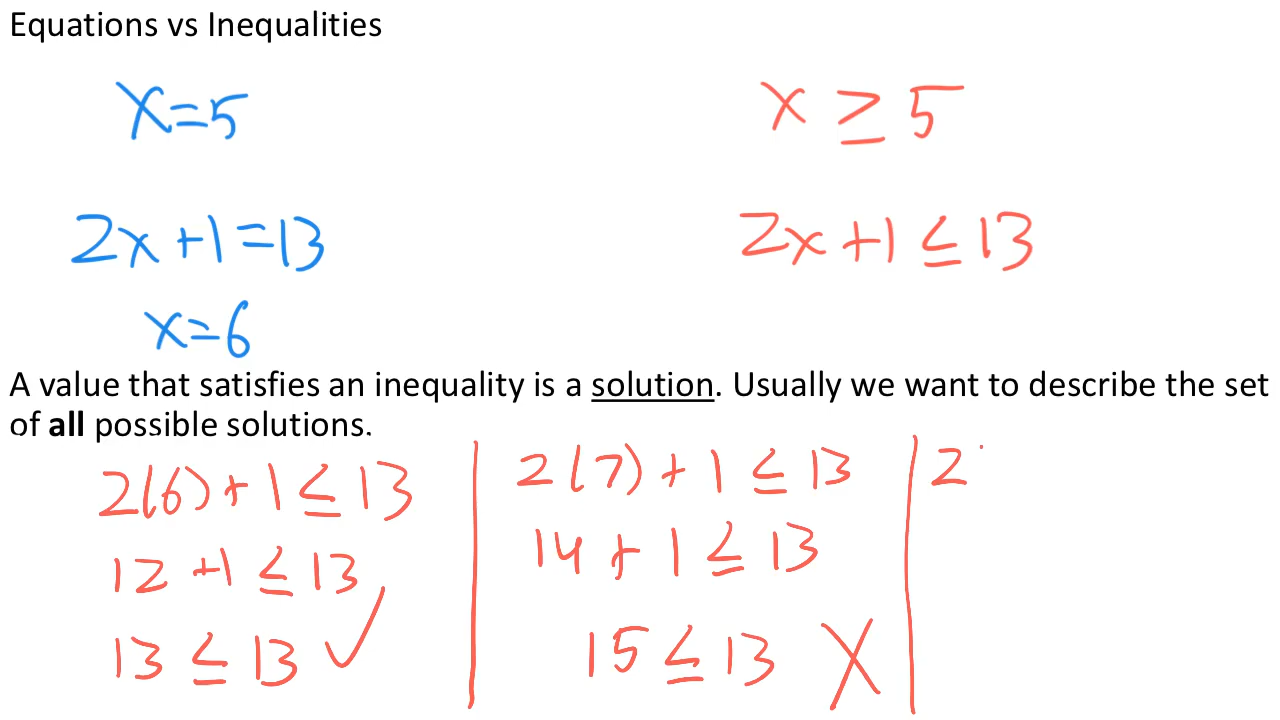 Equations vs Inequalities
x=5
x ≥ 5
2x+1=13
2x+1 ≤ 13
x=6
A value that satisfies an inequality is a solution. Usually we want to describe the set
of all possible solutions.
2(6)+1 ≤ 13
12+1 ≤ 13
13 ≤ 13 ✓
2(7)+1 ≤ 13
14+1 ≤ 13
15 ≤ 13 X
2